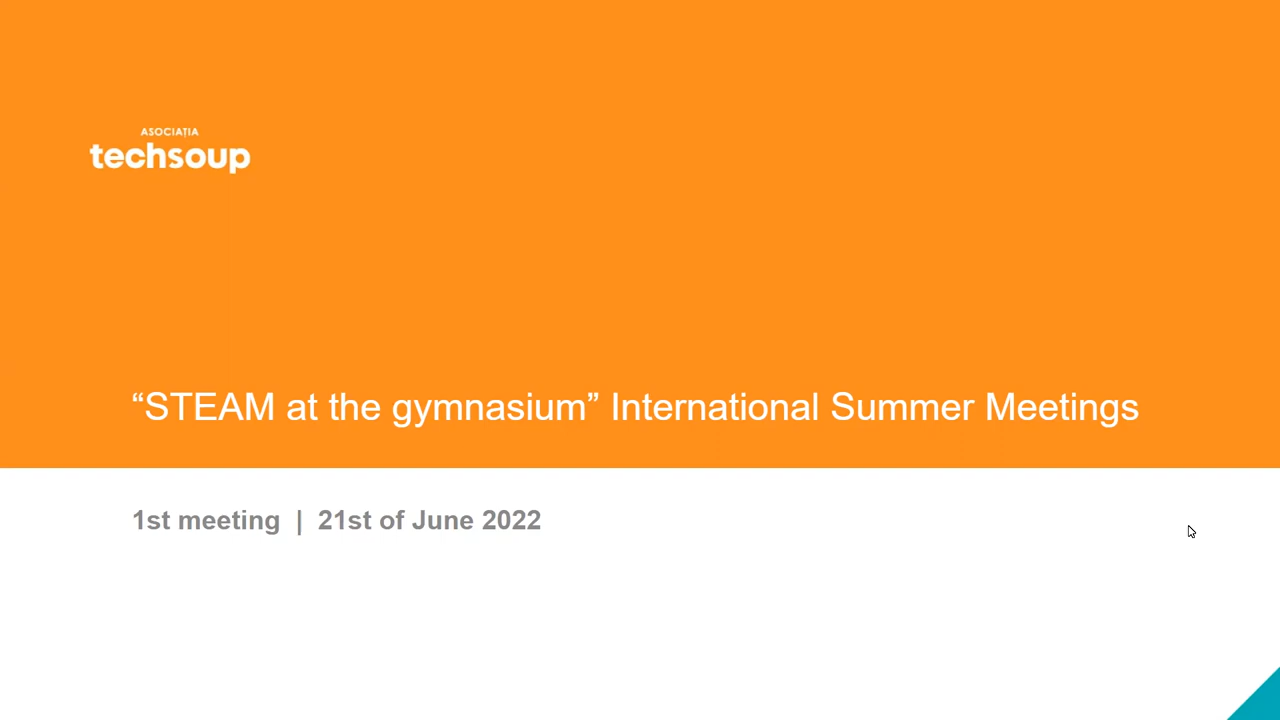 ASOCIAȚIA
techsoup
“STEAM at the gymnasium” International Summer Meetings
1st meeting | 21st of June 2022